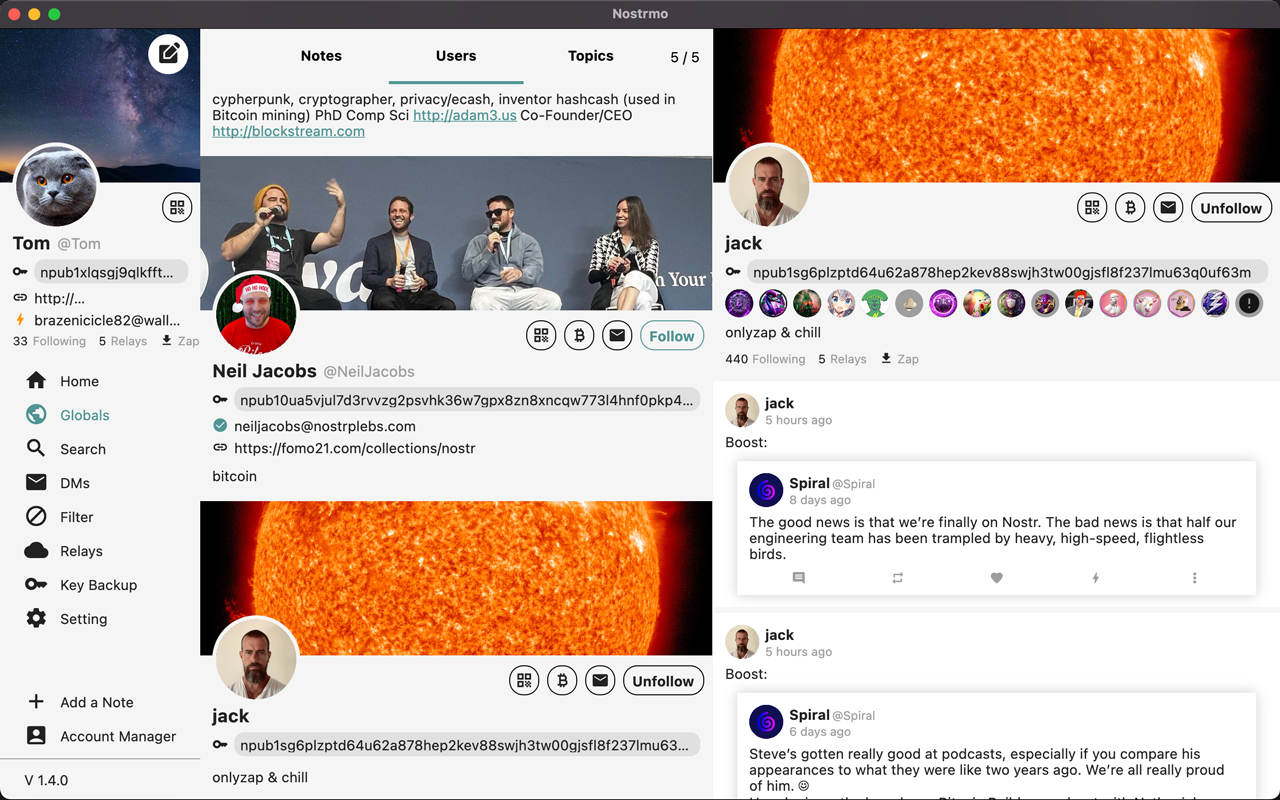 Nostrmo
Tom @Tom
npub1xlqsgj9qlkfft...
http://...
brazenicicle82@wall...
33 Following 5 Relays Zap
Home
Globals
Search
DMs
Filter
Relays
Key Backup
Setting
Add a Note
Account Manager
V 1.4.0
Notes Users Topics 5 / 5
cypherpunk, cryptographer, privacy/ecash, inventor hashcash (used in
Bitcoin mining) PhD Comp Sci http://adam3.us Co-Founder/CEO
http://blockstream.com
HO HO HODL
Follow
Neil Jacobs @NeilJacobs
npub10ua5vjul7d3rvvzg2psvhk36w7gpx8zn8xncqw773l4hnf0pkp4...
neiljacobs@nostrplebs.com
https://fomo21.com/collections/nostr
bitcoin
Unfollow
jack
npub1sg6plzptd64u62a878hep2kev88swjh3tw00gjsfl8f237lmu63...
onlyzap & chill
Unfollow
jack
npub1sg6plzptd64u62a878hep2kev88swjh3tw00gjsfl8f237lmu63q0uf63m
onlyzap & chill
440 Following 5 Relays Zap
jack
5 hours ago
Boost:
Spiral @Spiral
8 days ago
The good news is that we're finally on Nostr. The bad news is that half our
engineering team has been trampled by heavy, high-speed, flightless
birds.
jack
5 hours ago
Boost:
Spiral @Spiral
6 days ago
Steve's gotten really good at podcasts, especially if you compare his
appearances to what they were like two years ago. We're all really proud
of him. 😉